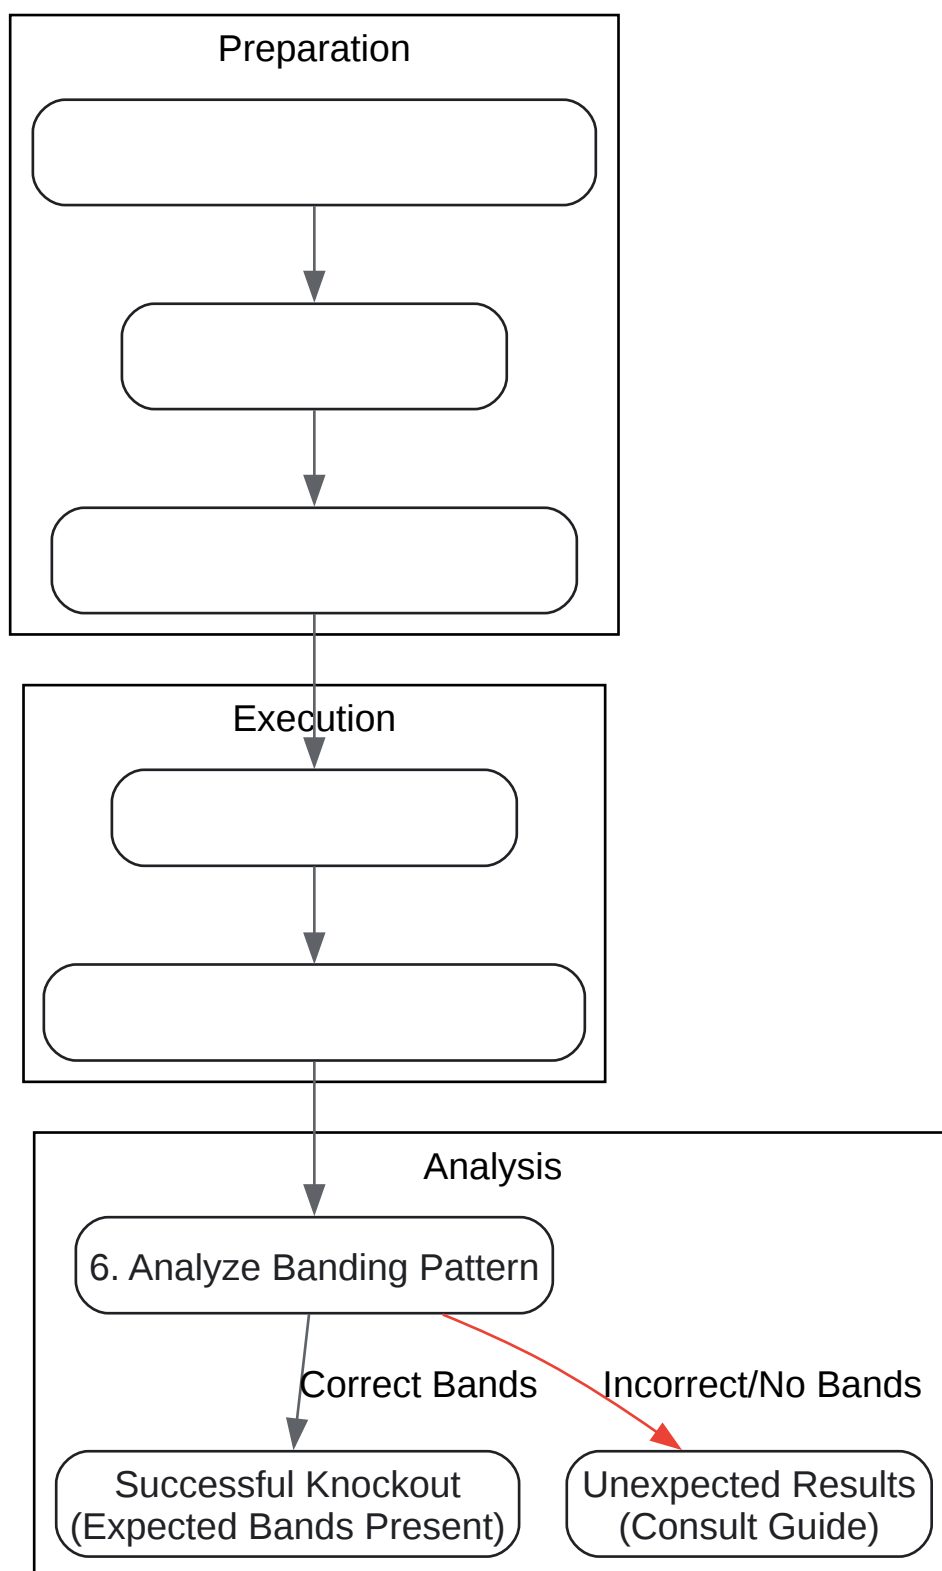 Preparation
Execution
Analysis
6. Analyze Banding Pattern
Correct Bands
Incorrect/No Bands
Successful Knockout
(Expected Bands Present)
Unexpected Results
(Consult Guide)